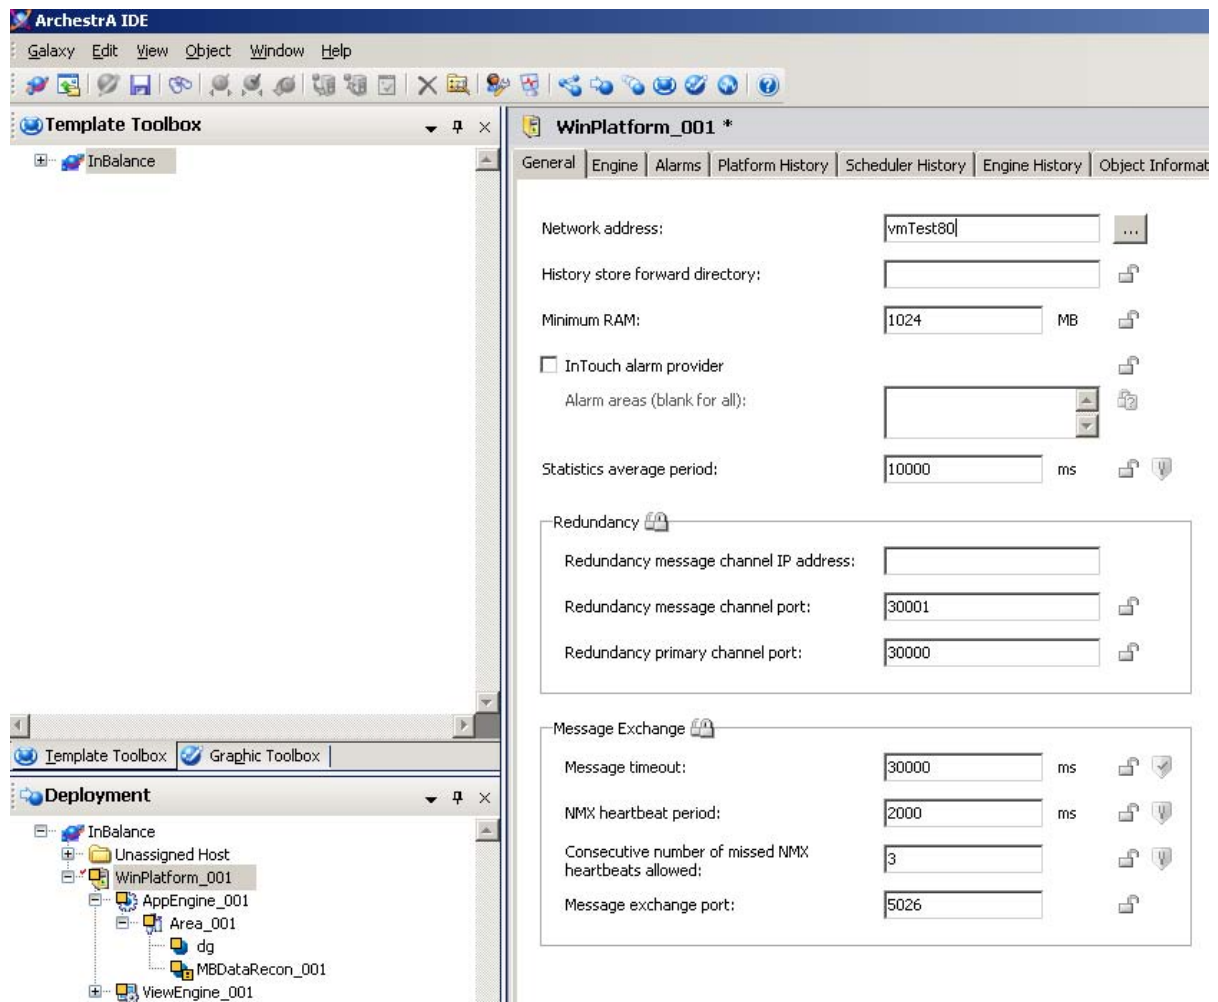 ArchestrA IDE
Galaxy Edit View Object Window Help
Template Toolbox
InBalance
Template Toolbox Graphic Toolbox
Deployment
InBalance
Unassigned Host
WinPlatform_001
AppEngine_001
Area_001
dg
MBDataRecon_001
ViewEngine_001
WinPlatform_001 *
General Engine Alarms Platform History Scheduler History Engine History Object Informat
Network address: vmTest80 ...
History store forward directory:
Minimum RAM: 1024 MB
InTouch alarm provider
Alarm areas (blank for all):
Statistics average period: 10000 ms
Redundancy
Redundancy message channel IP address:
Redundancy message channel port: 30001
Redundancy primary channel port: 30000
Message Exchange
Message timeout: 30000 ms
NMX heartbeat period: 2000 ms
Consecutive number of missed NMX
heartbeats allowed: 3
Message exchange port: 5026